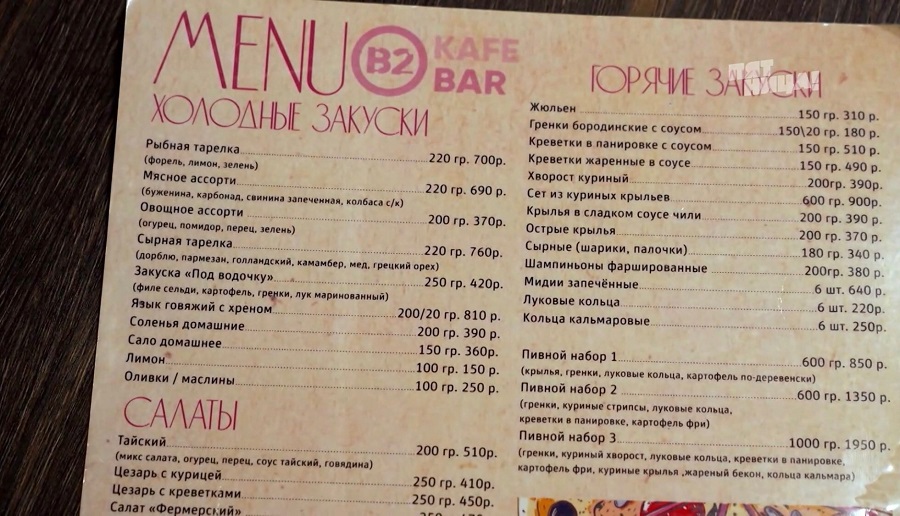 MENU B2 KAFE BAR
ХОЛОДНЫЕ ЗАКУСКИ
Рыбная тарелка 220 гр. 700р.
(форель, лимон, зелень)
Мясное ассорти 220 гр. 690 р.
(буженина, карбонад, свинина запеченная, колбаса с/к)
Овощное ассорти 200 гр. 370р.
(огурец, помидор, перец, зелень)
Сырная тарелка 220 гр. 760р.
(дорблю, пармезан, голландский, камамбер, мед, грецкий орех)
Закуска «Под водочку» 250 гр. 420р.
(филе сельди, картофель, гренки, лук маринованный)
Язык говяжий с хреном 200/20 гр. 810 р.
Соленья домашние 200 гр. 390 р.
Сало домашнее 150 гр. 360р.
Лимон 100 гр. 150 р.
Оливки / маслины 100 гр. 250 р.
САЛАТЫ
Тайский 200 гр. 510р.
(микс салата, огурец, перец, соус тайский, говядина)
Цезарь с курицей 250 гр. 410р.
Цезарь с креветками 250 гр. 450р.
Салат «Фермерский»
ГОРЯЧИЕ ЗАКУСКИ
Жюльен 150 гр. 310 р.
Гренки бородинские с соусом 150\20 гр. 180 р.
Креветки в панировке с соусом 150 гр. 510 р.
Креветки жаренные в соусе 150 гр. 490 р.
Хворост куриный 200гр. 390р.
Сет из куриных крыльев 600 гр. 900р.
Крылья в сладком соусе чили 200 гр. 390 р.
Острые крылья 200 гр. 370 р.
Сырные (шарики, палочки) 180 гр. 340 р.
Шампиньоны фаршированные 200гр. 380 р.
Мидии запечённые 6 шт. 640 р.
Луковые кольца 6 шт. 220р.
Кольца кальмаровые 6 шт. 250р.
Пивной набор 1 600 гр. 850 р.
(крылья, гренки, луковые кольца, картофель по-деревенски)
Пивной набор 2 600 гр. 1350 р.
(гренки, куриные стрипсы, луковые кольца,
креветки в панировке, картофель фри)
Пивной набор 3 1000 гр. 1950 р.
(гренки, куриный хворост, луковые кольца, креветки в панировке,
картофель фри, куриные крылья ,жареный бекон, кольца кальмара)